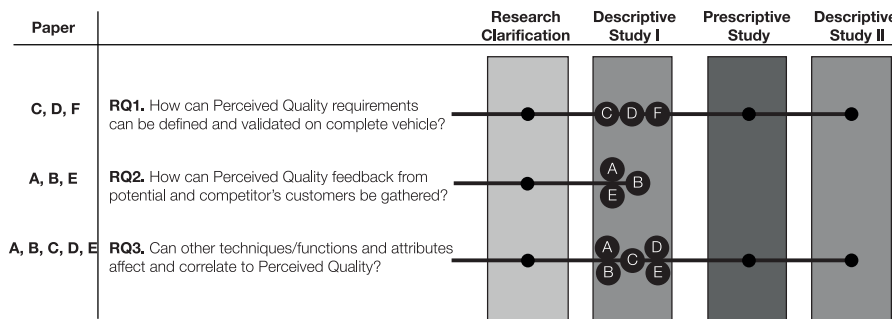 Paper
Research Clarification
Descriptive Study I
Prescriptive Study
Descriptive Study II
C, D, F
RQ1. How can Perceived Quality requirements
can be defined and validated on complete vehicle?
C D F
A, B, E
RQ2. How can Perceived Quality feedback from
potential and competitor's customers be gathered?
A
B
E
A, B, C, D, E
RQ3. Can other techniques/functions and attributes
affect and correlate to Perceived Quality?
A D
C
B E